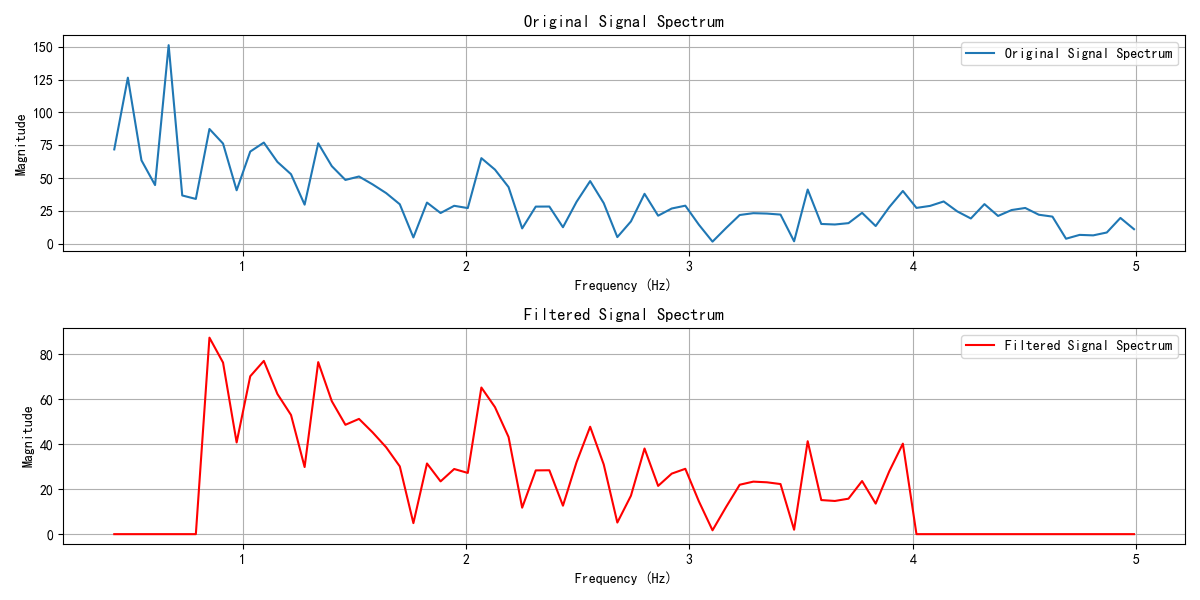 Original Signal Spectrum
Original Signal Spectrum
Magnitude
150
125
100
75
50
25
0
1
2
3
4
5
Frequency (Hz)
Filtered Signal Spectrum
Filtered Signal Spectrum
Magnitude
80
60
40
20
0
1
2
3
4
5
Frequency (Hz)